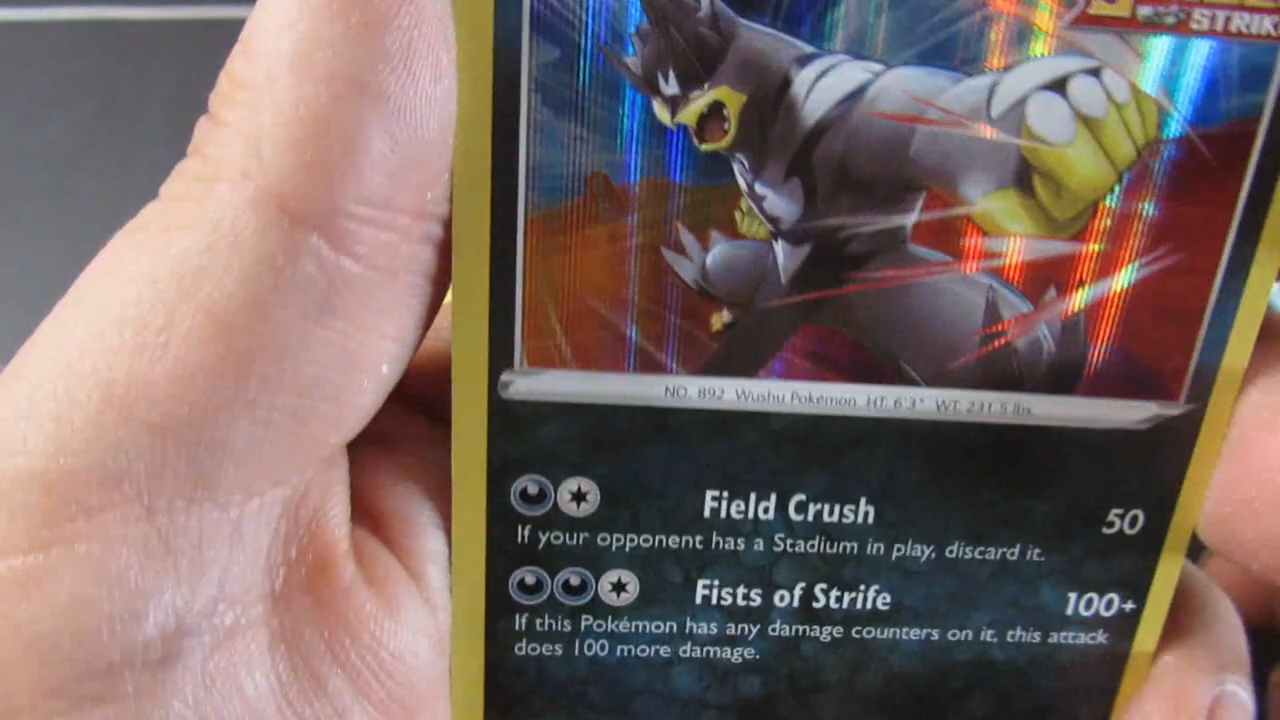 STRIK
NO. 892 Wushu Pokémon HT: 6'3" WT: 231.5 lbs.
Field Crush 50
If your opponent has a Stadium in play, discard it.
Fists of Strife 100+
If this Pokémon has any damage counters on it, this attack
does 100 more damage.